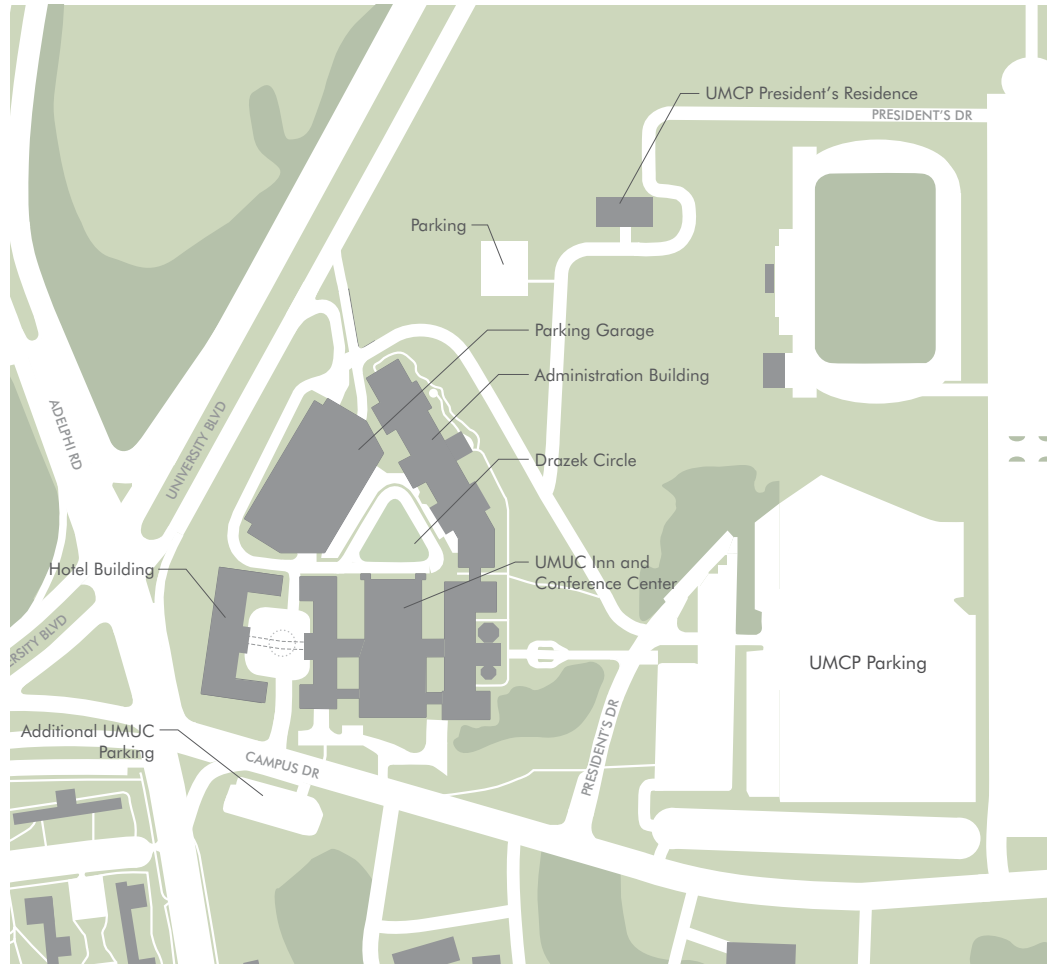 UMCP President's Residence
PRESIDENT'S DR
Parking
Parking Garage
Administration Building
ADELPHI RD
UNIVERSITY BLVD
Drazek Circle
UMUC Inn and
Conference Center
Hotel Building
ERSITY BLVD
UMCP Parking
PRESIDENT'S DR
Additional UMUC
Parking
CAMPUS DR